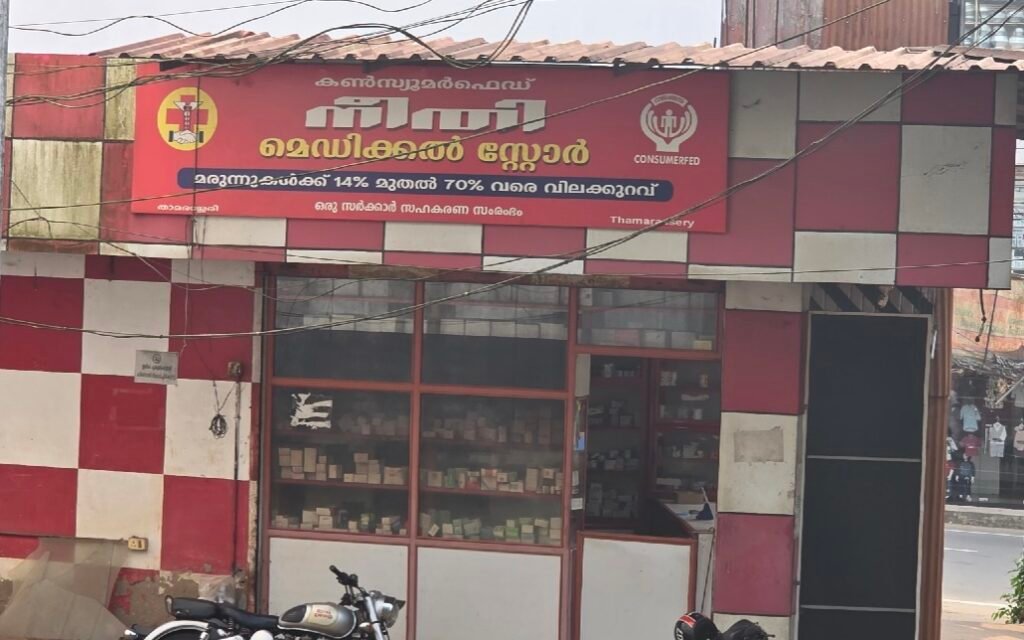 കൺസ്യൂമർഫെഡ്
നീതി
മെഡിക്കൽ സ്റ്റോർ
CONSUMERFED
മരുന്നുകൾക്ക് 14% മുതൽ 70% വരെ വിലക്കുറവ്
താമരശ്ശേരി
ഒരു സർക്കാർ സഹകരണ സംരംഭം
Thamarassery